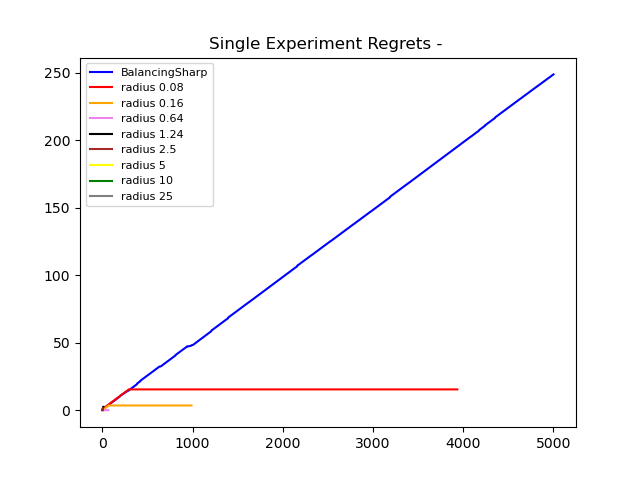 Single Experiment Regrets -
250
200
150
100
50
0
BalancingSharp
radius 0.08
radius 0.16
radius 0.64
radius 1.24
radius 2.5
radius 5
radius 10
radius 25
0 1000 2000 3000 4000 5000